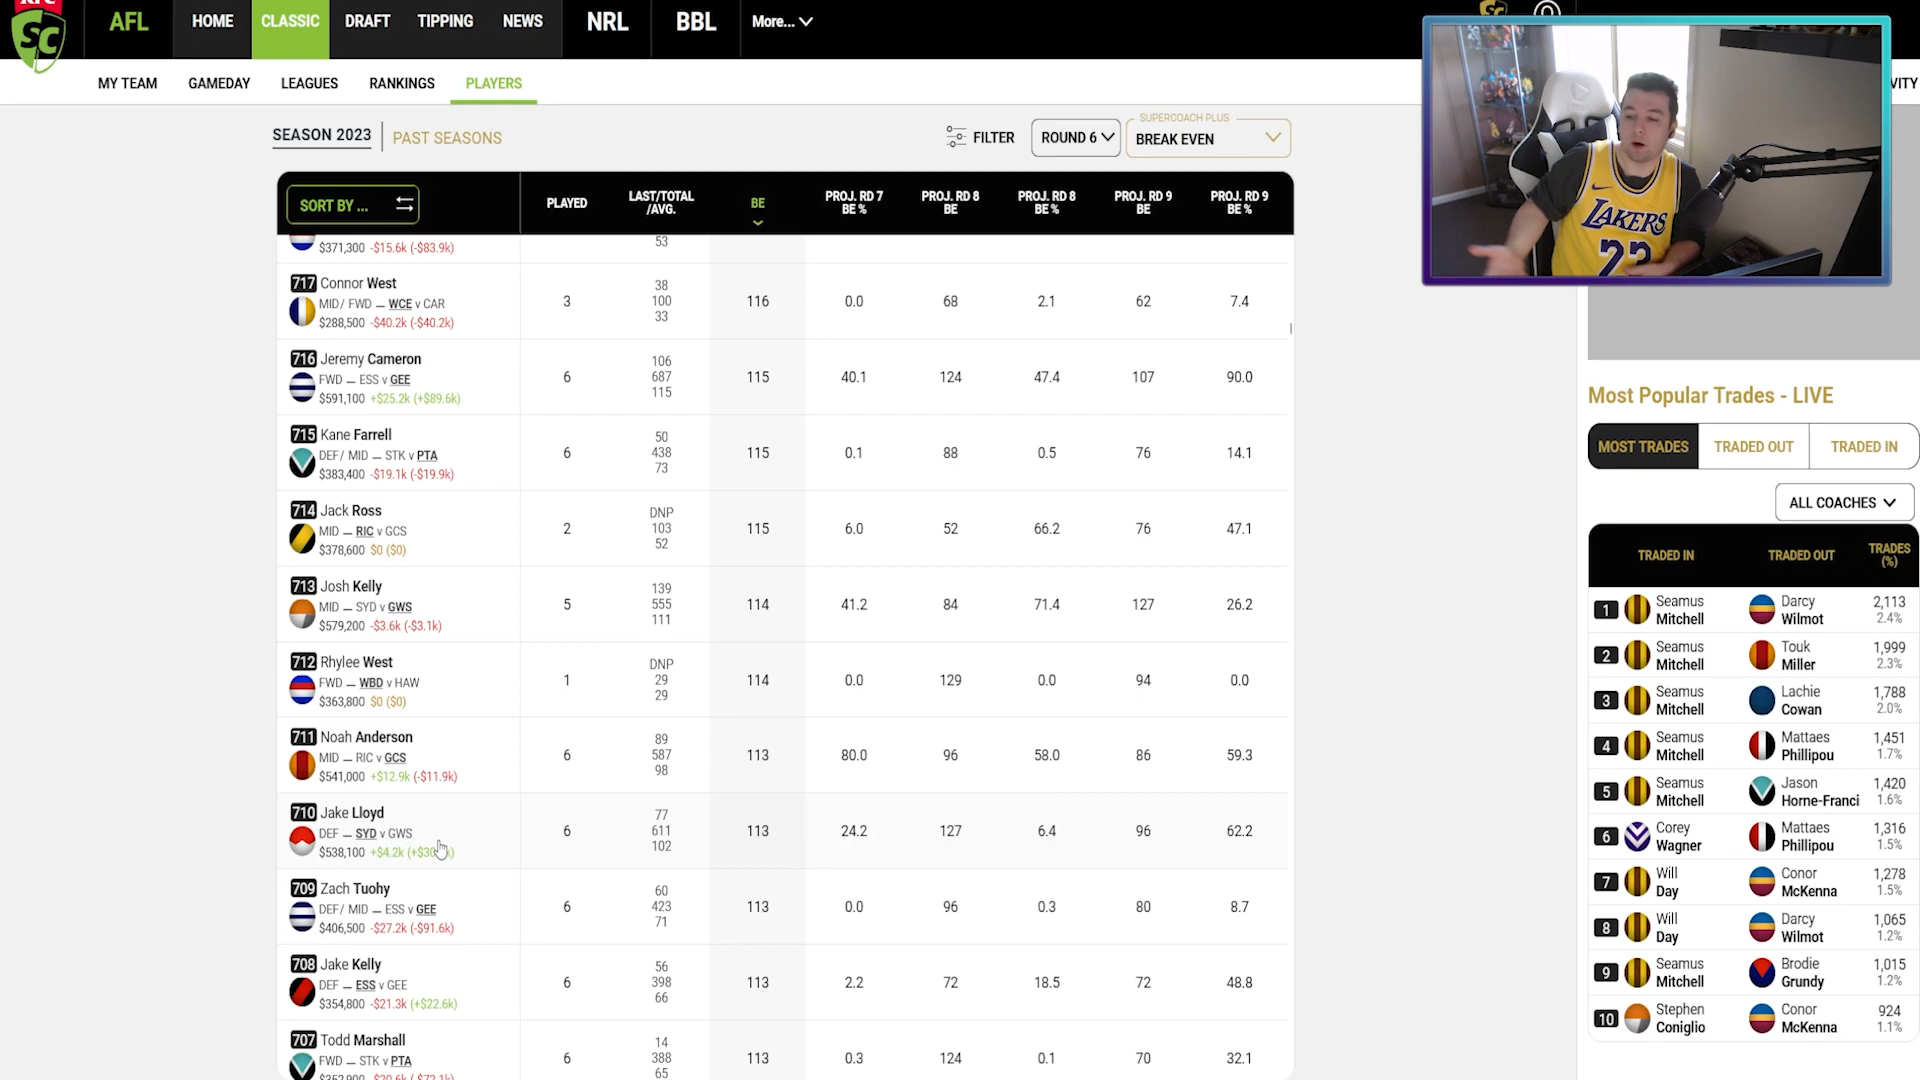 KFC
SC
AFL
HOME
CLASSIC
DRAFT
TIPPING
NEWS
NRL
BBL
More...
MY TEAM
GAMEDAY
LEAGUES
RANKINGS
PLAYERS
VITY
LAKERS
23
SEASON 2023
PAST SEASONS
FILTER
ROUND 6
SUPERCOACH PLUS
BREAK EVEN
SORT BY ...
PLAYED
LAST/TOTAL
/AVG.
BE
PROJ. RD 7
BE %
PROJ. RD 8
BE
PROJ. RD 8
BE %
PROJ. RD 9
BE
PROJ. RD 9
BE %
$371,300 -$15.6k (-$83.9k)
53
717 Connor West
MID/ FWD – WCE v CAR
$288,500 -$40.2k (-$40.2k)
3
38
100
33
116
0.0
68
2.1
62
7.4
716 Jeremy Cameron
FWD – ESS v GEE
$591,100 +$25.2k (+$89.6k)
6
106
687
115
115
40.1
124
47.4
107
90.0
715 Kane Farrell
DEF/ MID – STK v PTA
$383,400 -$19.1k (-$19.9k)
6
50
438
73
115
0.1
88
0.5
76
14.1
714 Jack Ross
MID – RIC v GCS
$378,600 $0 ($0)
2
DNP
103
52
115
6.0
52
66.2
76
47.1
713 Josh Kelly
MID – SYD v GWS
$579,200 -$3.6k (-$3.1k)
5
139
555
111
114
41.2
84
71.4
127
26.2
712 Rhylee West
FWD – WBD v HAW
$363,800 $0 ($0)
1
DNP
29
29
114
0.0
129
0.0
94
0.0
711 Noah Anderson
MID – RIC v GCS
$541,000 +$12.9k (-$11.9k)
6
89
587
98
113
80.0
96
58.0
86
59.3
710 Jake Lloyd
DEF – SYD v GWS
$538,100 +$4.2k
6
77
611
102
113
24.2
127
6.4
96
62.2
709 Zach Tuohy
DEF/ MID – ESS v GEE
$406,500 -$27.2k (-$91.6k)
6
60
423
71
113
0.0
96
0.3
80
8.7
708 Jake Kelly
DEF – ESS v GEE
$354,800 -$21.3k (+$22.6k)
6
56
398
66
113
2.2
72
18.5
72
48.8
707 Todd Marshall
FWD – STK v PTA
$352,900 -$20.6k (-$72.1k)
6
14
388
65
113
0.3
124
0.1
70
32.1
Most Popular Trades - LIVE
MOST TRADES
TRADED OUT
TRADED IN
ALL COACHES
TRADED IN
TRADED OUT
TRADES
(%)
1 Seamus Mitchell
Darcy Wilmot
2,113
2.4%
2 Seamus Mitchell
Touk Miller
1,999
2.3%
3 Seamus Mitchell
Lachie Cowan
1,788
2.0%
4 Seamus Mitchell
Mattaes Phillipou
1,451
1.7%
5 Seamus Mitchell
Jason Horne-Franci
1,420
1.6%
6 Corey Wagner
Mattaes Phillipou
1,316
1.5%
7 Will Day
Conor McKenna
1,278
1.5%
8 Will Day
Darcy Wilmot
1,065
1.2%
9 Seamus Mitchell
Brodie Grundy
1,015
1.2%
10 Stephen Coniglio
Conor McKenna
924
1.1%